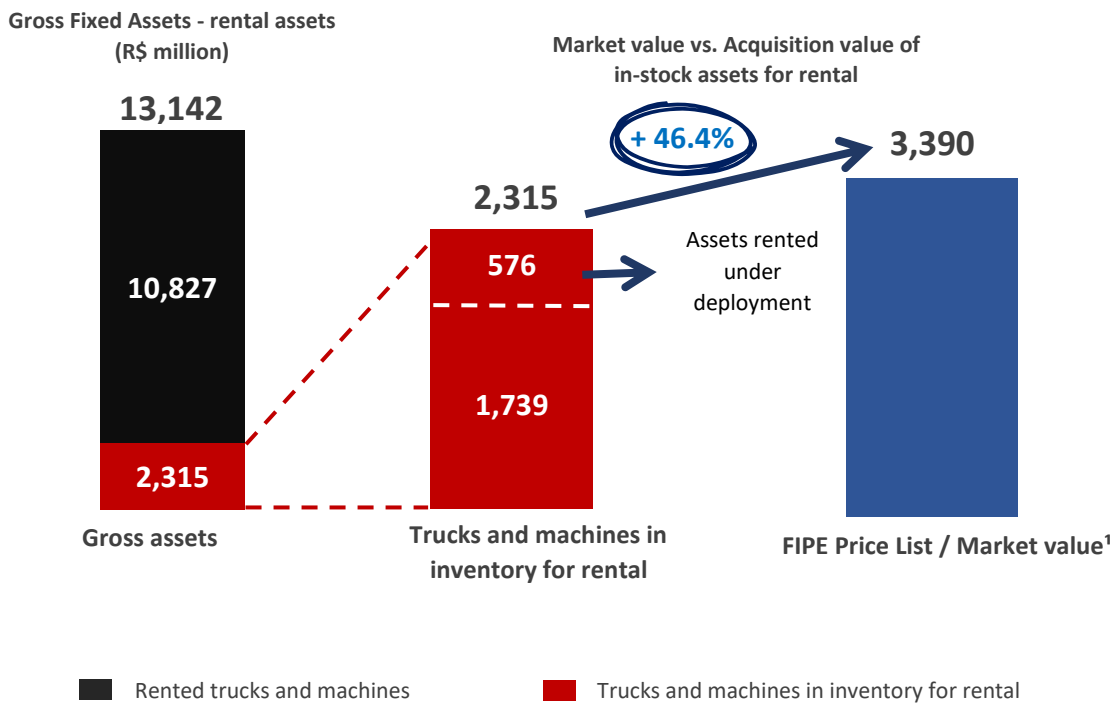 Gross Fixed Assets - rental assets
(R$ million)
Market value vs. Acquisition value of
in-stock assets for rental
13,142
+ 46.4%
3,390
2,315
576
Assets rented
under
deployment
10,827
1,739
2,315
Gross assets
Trucks and machines in
inventory for rental
FIPE Price List / Market value¹
Rented trucks and machines
Trucks and machines in inventory for rental